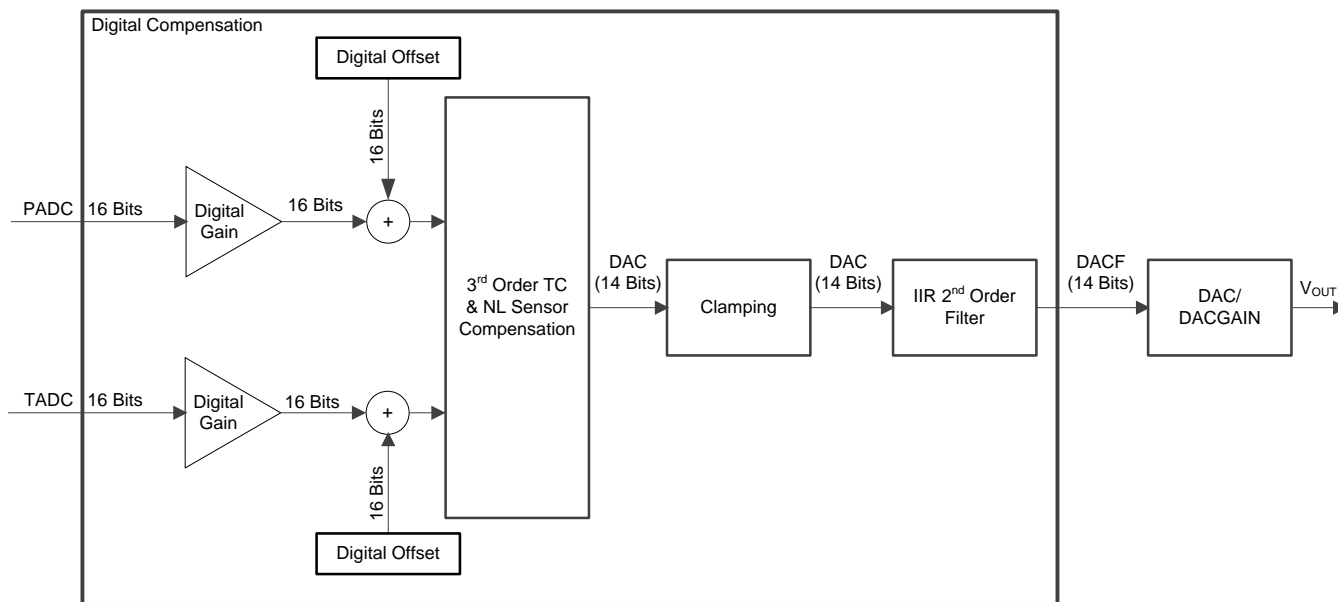 Digital Compensation
Digital Offset
16 Bits
PADC
16 Bits
Digital
Gain
16 Bits
+
3rd Order TC
& NL Sensor
Compensation
DAC
(14 Bits)
Clamping
DAC
(14 Bits)
IIR 2nd Order
Filter
DACF
(14 Bits)
DAC/
DACGAIN
VOUT
TADC
16 Bits
Digital
Gain
16 Bits
+
16 Bits
Digital Offset